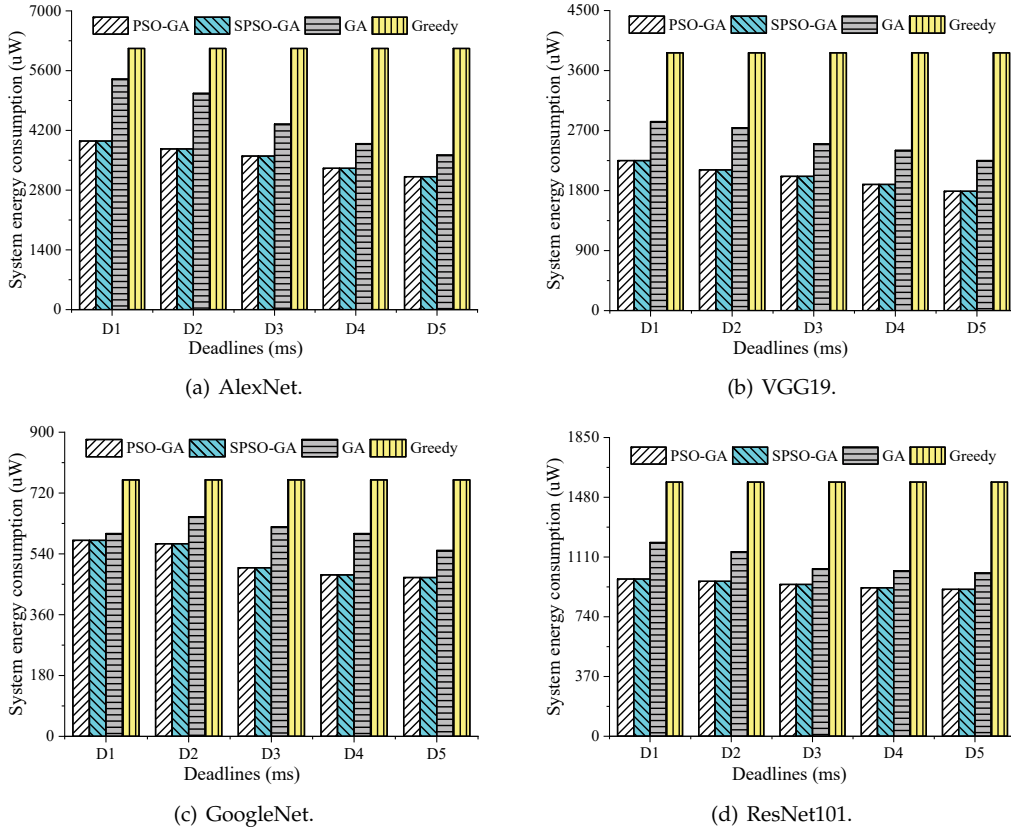 PSO-GA SPSO-GA GA Greedy
System energy consumption (uW)
7000
5600
4200
2800
1400
0
D1 D2 D3 D4 D5
Deadlines (ms)
(a) AlexNet.
PSO-GA SPSO-GA GA Greedy
System energy consumption (uW)
4500
3600
2700
1800
900
0
D1 D2 D3 D4 D5
Deadlines (ms)
(b) VGG19.
PSO-GA SPSO-GA GA Greedy
System energy consumption (uW)
900
720
540
360
180
0
D1 D2 D3 D4 D5
Deadlines (ms)
(c) GoogleNet.
PSO-GA SPSO-GA GA Greedy
System energy consumption (uW)
1850
1480
1110
740
370
0
D1 D2 D3 D4 D5
Deadlines (ms)
(d) ResNet101.